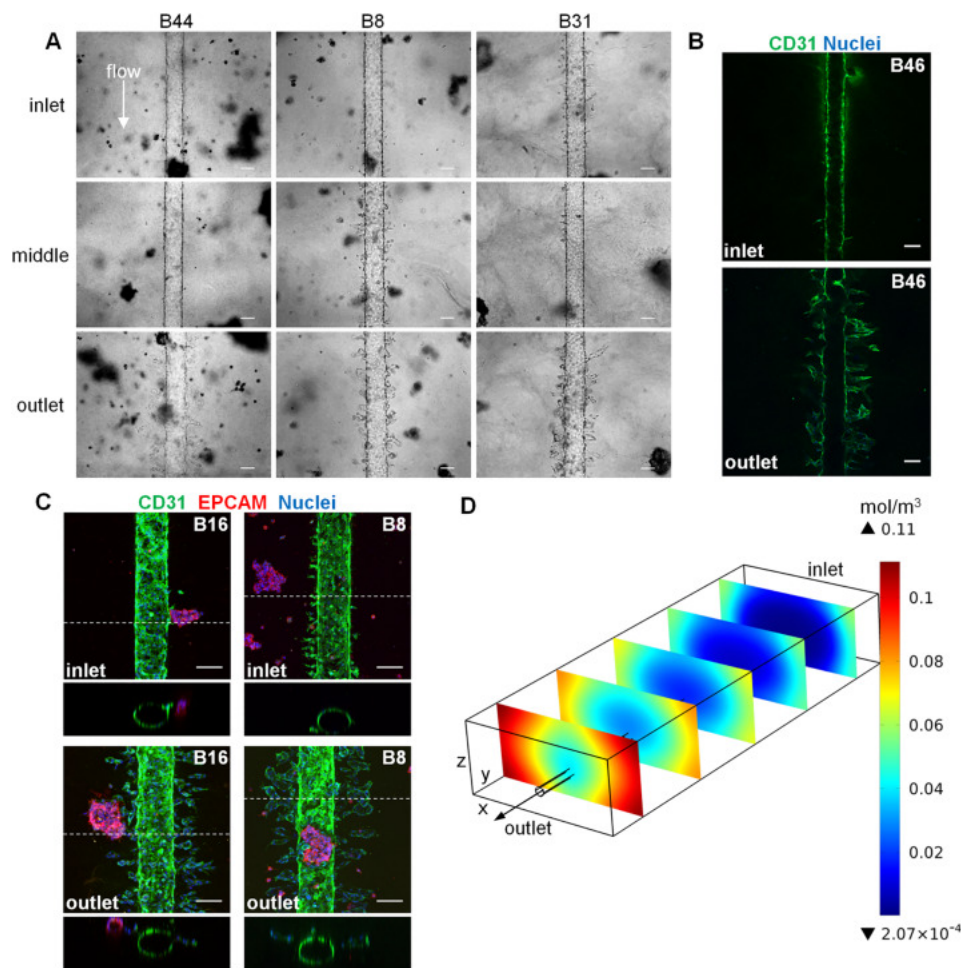 A
B44
B8
B31
flow
inlet
middle
outlet
B
CD31 Nuclei
B46
inlet
B46
outlet
C
CD31 EPCAM Nuclei
B16
inlet
B8
inlet
B16
outlet
B8
outlet
D
mol/m³
▲ 0.11
inlet
0.1
0.08
0.06
0.04
0.02
z
y
x
outlet
▼ 2.07×10⁻⁴